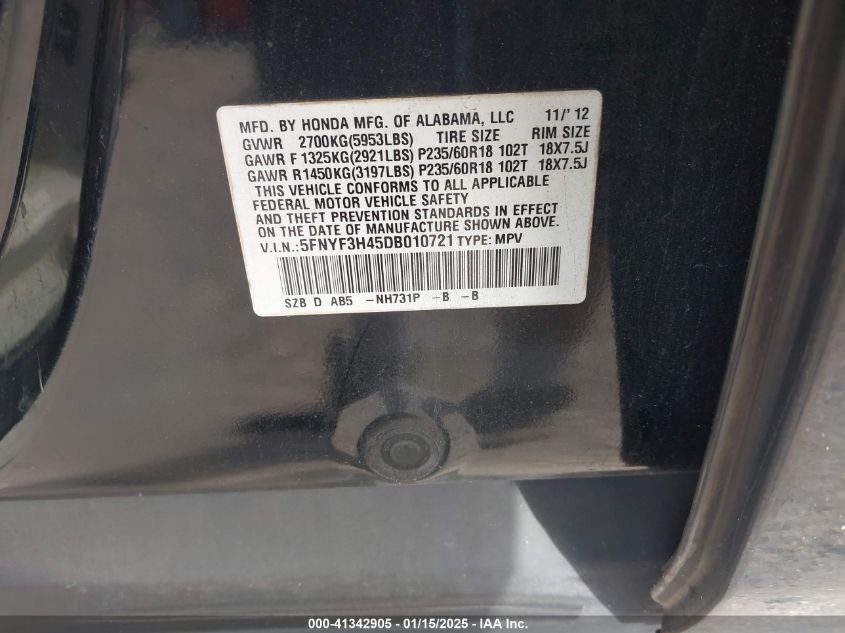 MFD. BY HONDA MFG. OF ALABAMA, LLC 11/' 12
GVWR 2700KG(5953LBS) TIRE SIZE RIM SIZE
GAWR F 1325KG(2921LBS) P235/60R18 102T 18X7.5J
GAWR R1450KG(3197LBS) P235/60R18 102T 18X7.5J
THIS VEHICLE CONFORMS TO ALL APPLICABLE
FEDERAL MOTOR VEHICLE SAFETY
AND THEFT PREVENTION STANDARDS IN EFFECT
ON THE DATE OF MANUFACTURE SHOWN ABOVE.
V.I.N.:5FNYF3H45DB010721 TYPE: MPV
SZB D AB5 -NH731P -B -B
000-41342905 - 01/15/2025 - IAA Inc.